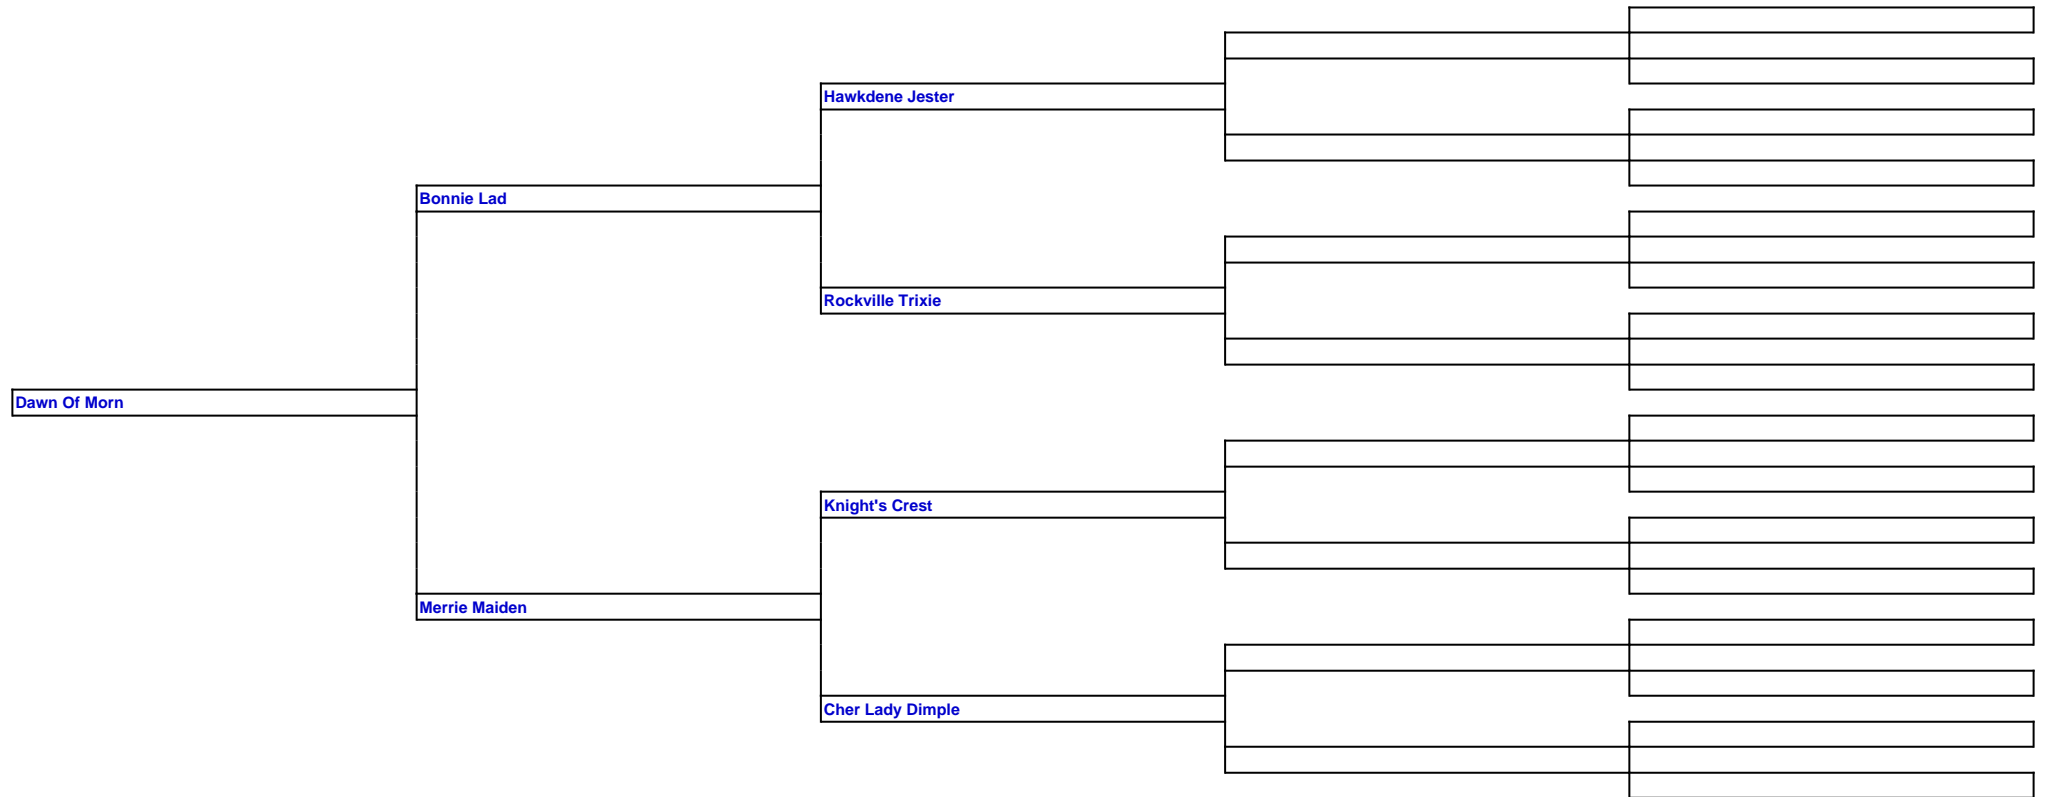 Hawkdene Jester
Bonnie Lad
Rockville Trixie
Dawn Of Morn
Knight's Crest
Merrie Maiden
Cher Lady Dimple